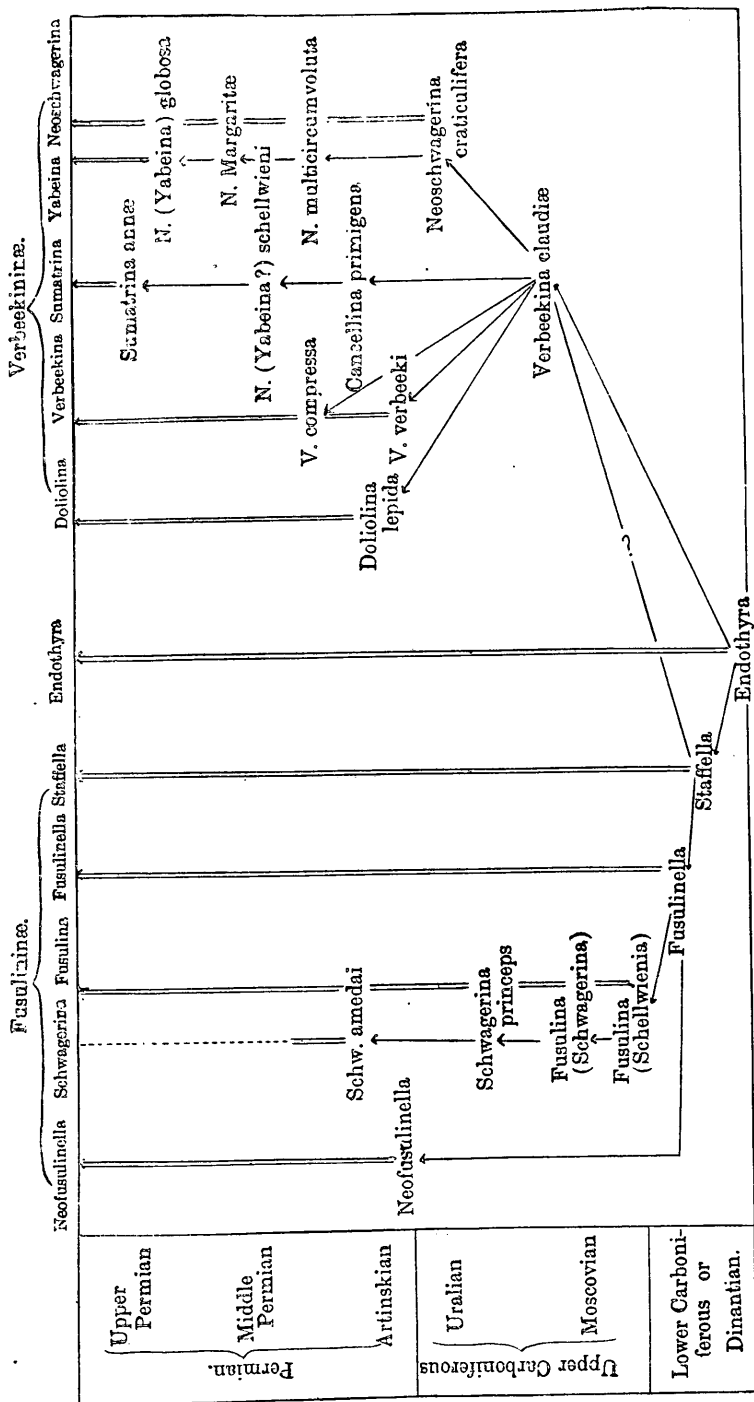 Fusulininæ.
Verbeekininæ.
Neofusulinella Schwagerina Fusulina Fusulinella Staffella Endothyra Doliolina Verbeekina Sumatrina Yabeina Neoschwagerina
Permian.
Upper
Permian
Middle
Permian
Artinskian
Upper Carboniferous
Uralian
Moscovian
Lower Carboni-
ferous or
Dinantian.
Neofusulinella
Schw. amedai
Schwagerina
princeps
Fusulina
(Schwagerina)
Fusulina
(Schellwienia)
Fusulinella
Staffella
Endothyra
?
Doliolina
lepida
V. compressa
V. verbeeki
Sumatrina annæ
N. (Yabeina?) schellwieni
Cancellina primigena
Verbeekina claudiæ
N. (Yabeina) globosa
N. Margaritæ
N. multicircumvoluta
Neoschwagerina
craticulifera